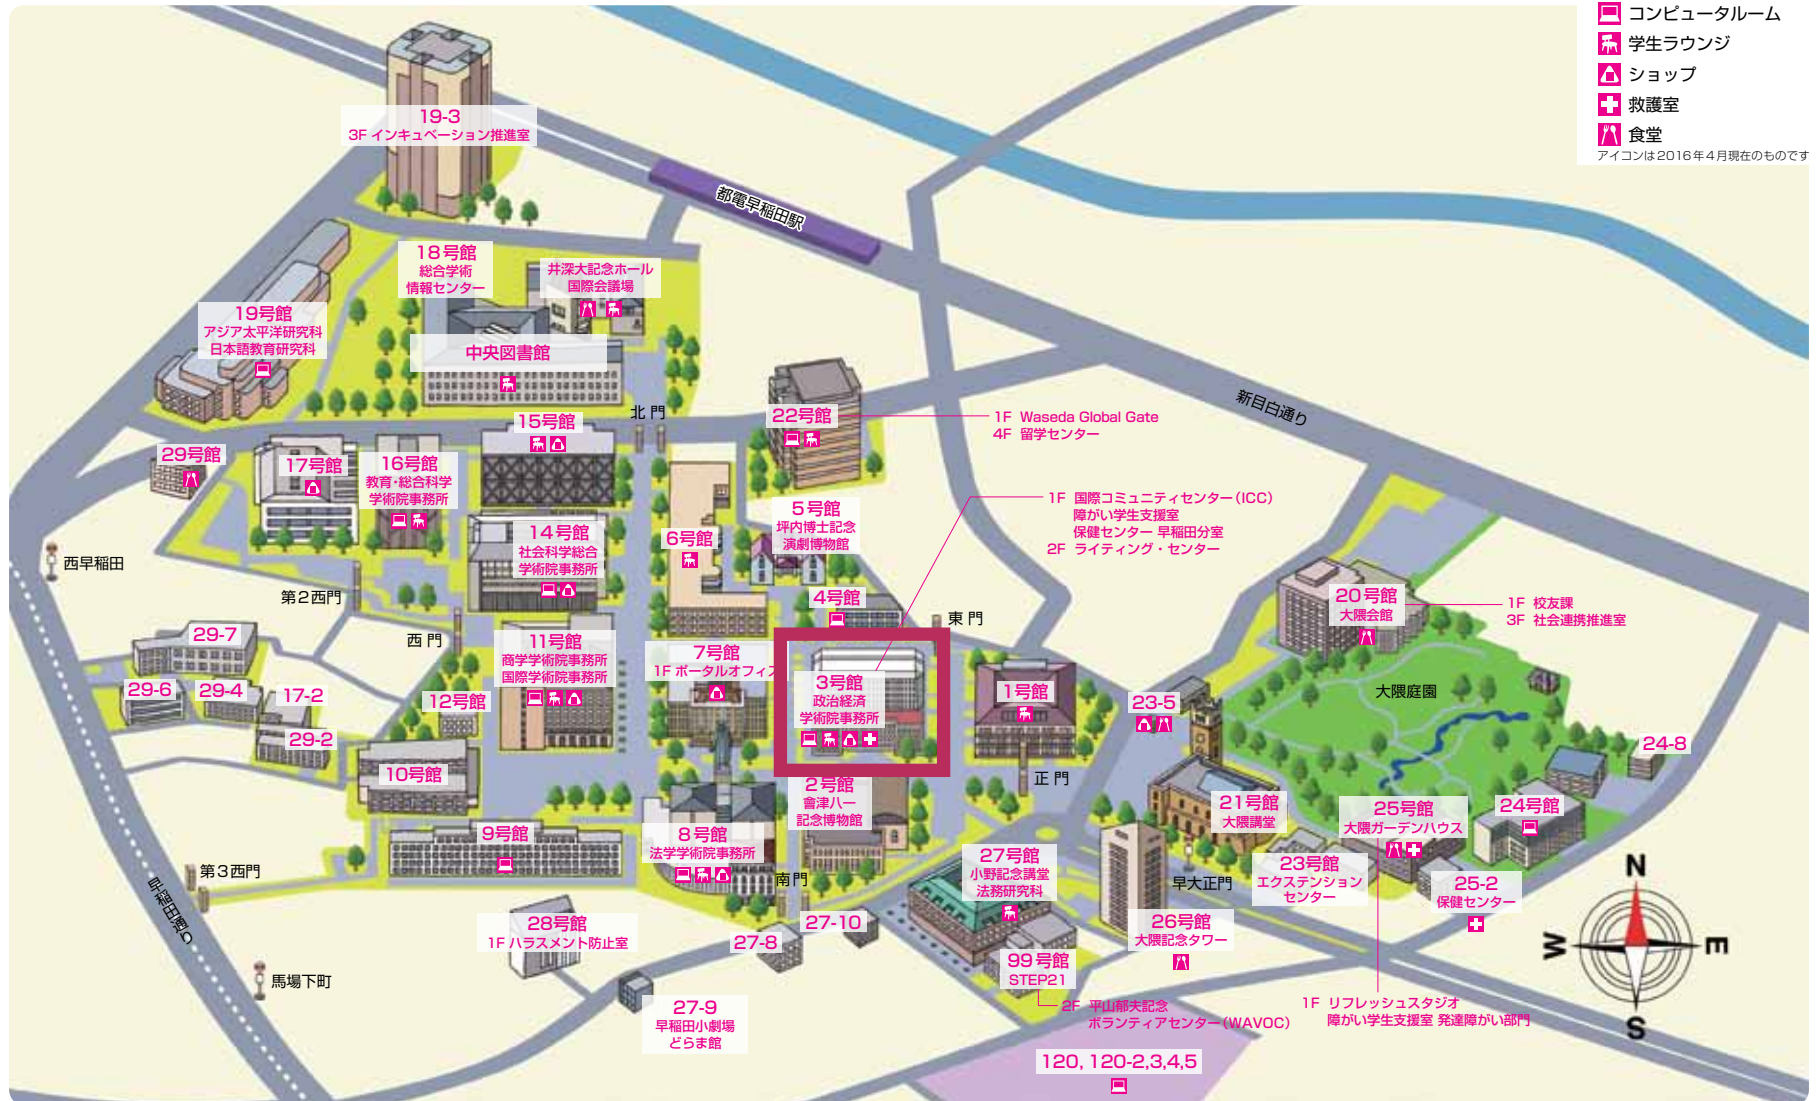 コンピュータルーム
学生ラウンジ
ショップ
救護室
食堂
アイコンは2016年4月現在のものです
19-3
3F インキュベーション推進室
都電早稲田駅
18号館
総合学術
情報センター
井深大記念ホール
国際会議場
19号館
アジア太平洋研究科
日本語教育研究科
中央図書館
新目白通り
15号館
北門
22号館
1F Waseda Global Gate
4F 留学センター
29号館
17号館
16号館
教育・総合科学
学術院事務所
14号館
社会科学総合
学術院事務所
6号館
5号館
坪内博士記念
演劇博物館
1F 国際コミュニティセンター(ICC)
障がい学生支援室
保健センター 早稲田分室
2F ライティング・センター
西早稲田
第2西門
4号館
東門
20号館
大隈会館
1F 校友課
3F 社会連携推進室
29-7
西門
11号館
商学学術院事務所
国際学術院事務所
7号館
1F ポータルオフィス
3号館
政治経済
学術院事務所
1号館
23-5
大隈庭園
29-6
29-4
17-2
12号館
29-2
24-8
10号館
正門
2号館
會津八一
記念博物館
21号館
大隈講堂
25号館
大隈ガーデンハウス
24号館
9号館
8号館
法学学術院事務所
南門
27号館
小野記念講堂
法務研究科
早大正門
23号館
エクステンション
センター
25-2
保健センター
第3西門
早稲田通り
28号館
1F ハラスメント防止室
27-8
27-10
26号館
大隈記念タワー
99号館
STEP21
馬場下町
27-9
早稲田小劇場
どらま館
2F 平山郁夫記念
ボランティアセンター(WAVOC)
1F リフレッシュスタジオ
障がい学生支援室 発達障がい部門
120, 120-2,3,4,5
N
W
E
S